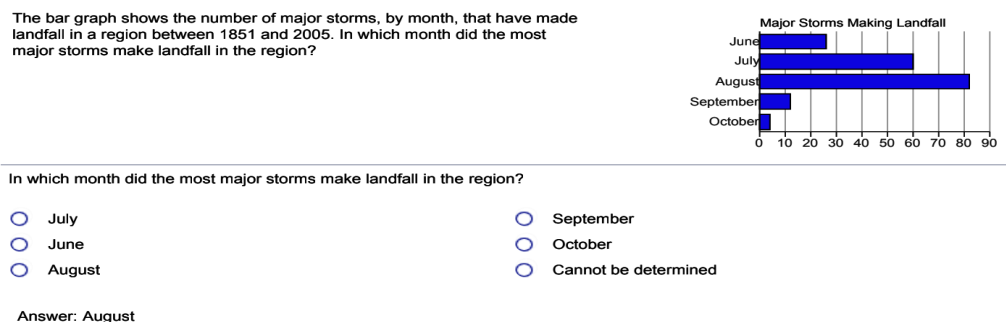 The bar graph shows the number of major storms, by month, that have made
landfall in a region between 1851 and 2005. In which month did the most
major storms make landfall in the region?
Major Storms Making Landfall
June
July
August
September
October
0 10 20 30 40 50 60 70 80 90
In which month did the most major storms make landfall in the region?
July
June
August
September
October
Cannot be determined
Answer: August